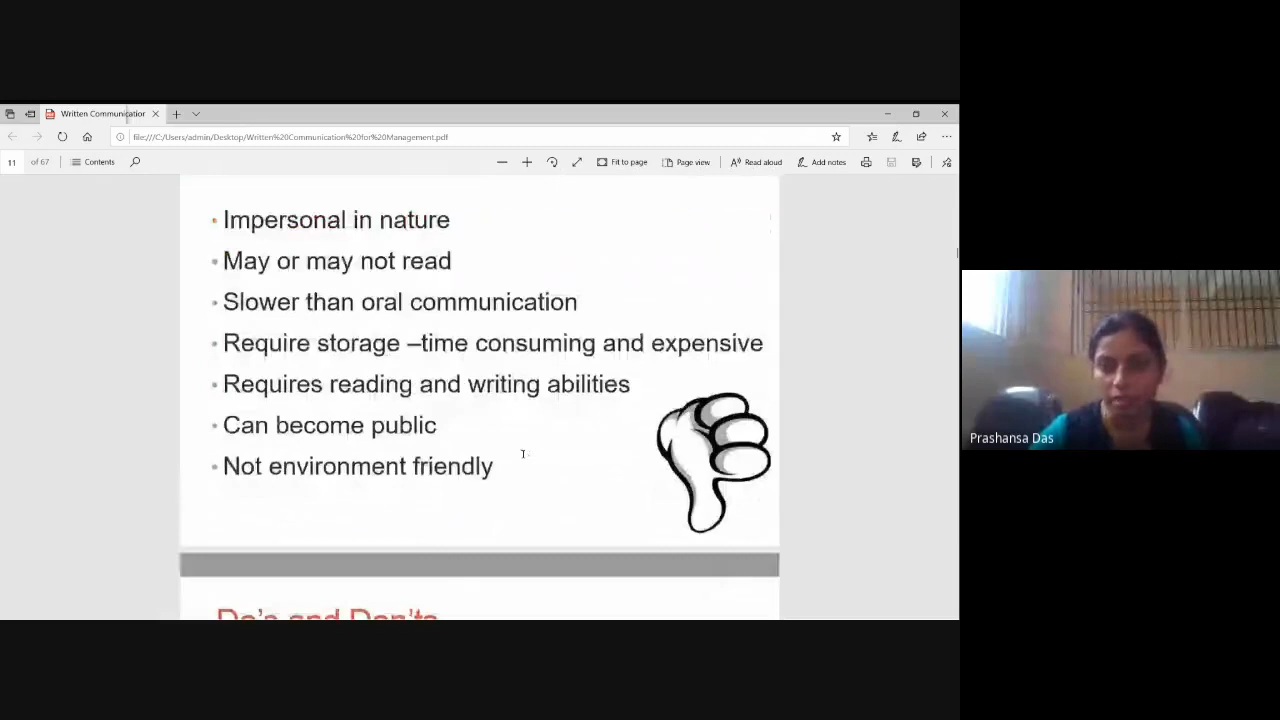 Written Communication
file:///C:/Users/admin/Desktop/Written%20Communication%20for%20Management.pdf
11 of 67 Contents Fit to page Page view Read aloud Add notes
Impersonal in nature
May or may not read
Slower than oral communication
Require storage –time consuming and expensive
Requires reading and writing abilities
Can become public
Not environment friendly
Do's and Don'ts
Prashansa Das